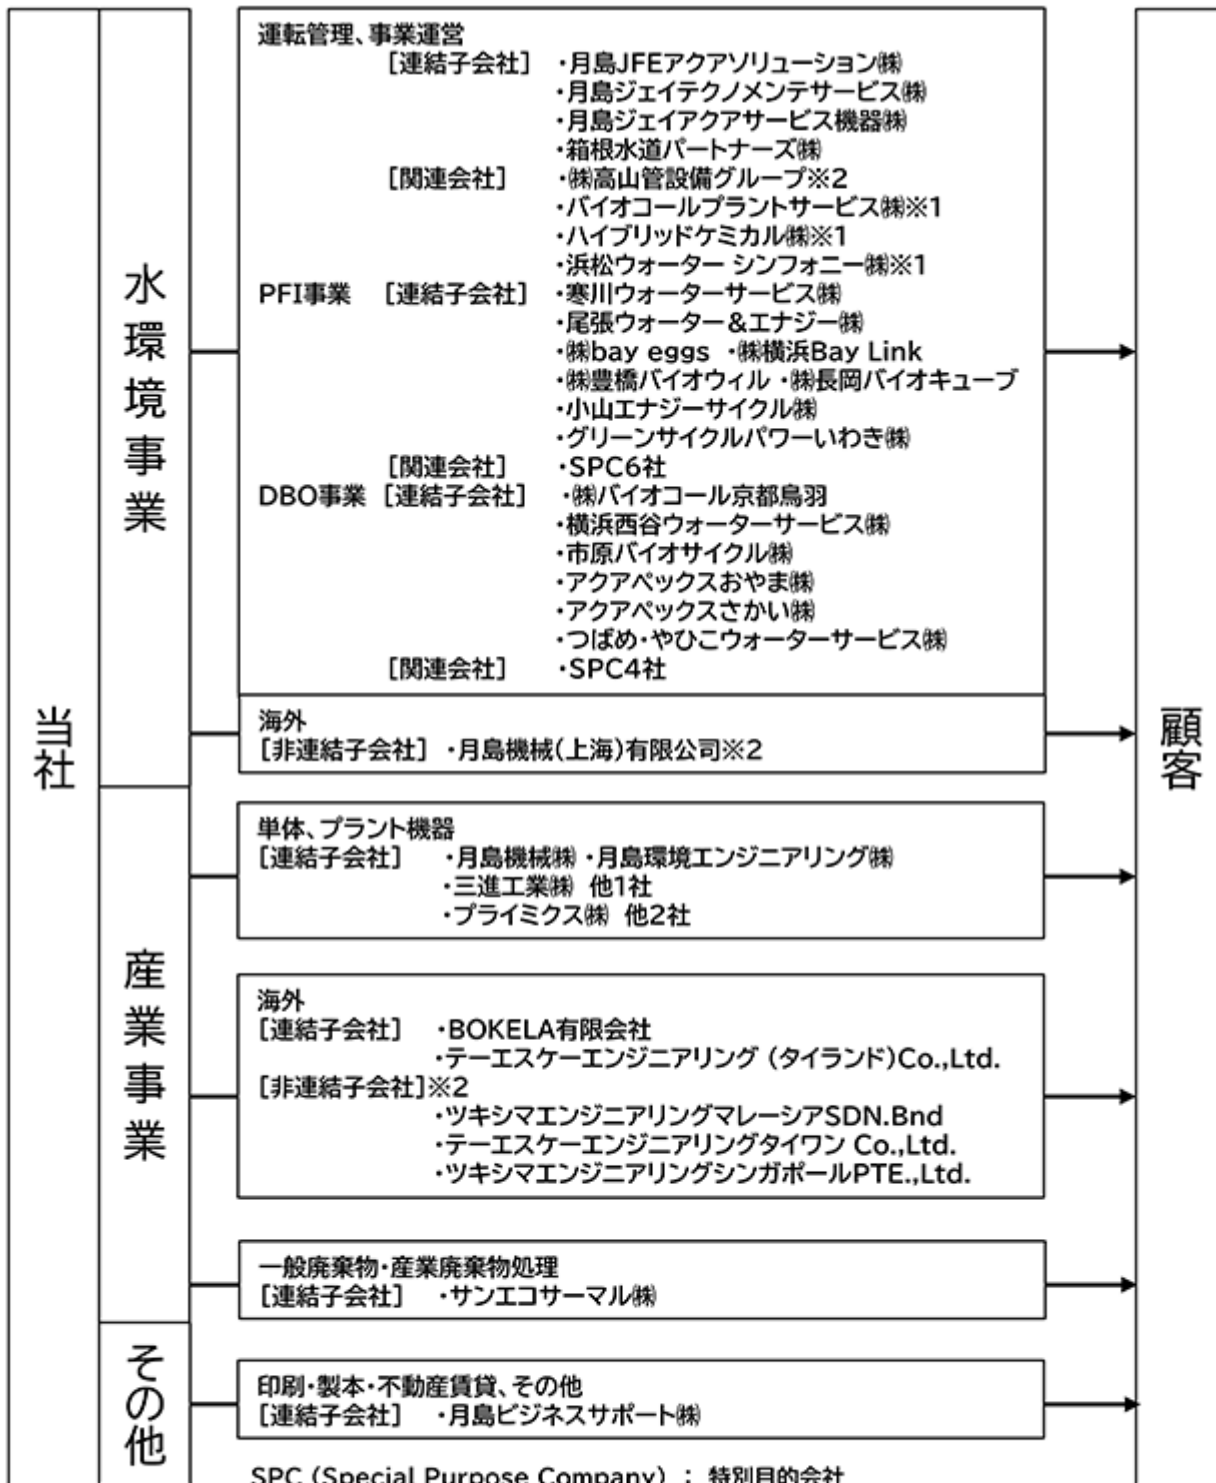 当社
水環境事業
運転管理、事業運営
[連結子会社] ・月島JFEアクアソリューション㈱
・月島ジェイテクノメンテサービス㈱
・月島ジェイアクアサービス機器㈱
・箱根水道パートナーズ㈱
[関連会社] ・㈱高山管設備グループ※2
・バイオコールプラントサービス㈱※1
・ハイブリッドケミカル㈱※1
・浜松ウォーター シンフォニー㈱※1
PFI事業 [連結子会社] ・寒川ウォーターサービス㈱
・尾張ウォーター&エナジー㈱
・㈱bay eggs ・㈱横浜Bay Link
・㈱豊橋バイオウィル ・㈱長岡バイオキューブ
・小山エナジーサイクル㈱
・グリーンサイクルパワーいわき㈱
[関連会社] ・SPC6社
DBO事業 [連結子会社] ・㈱バイオコール京都鳥羽
・横浜西谷ウォーターサービス㈱
・市原バイオサイクル㈱
・アクアペックスおやま㈱
・アクアペックスさかい㈱
・つばめ・やひこウォーターサービス㈱
[関連会社] ・SPC4社
海外
[非連結子会社] ・月島機械(上海)有限公司※2
産業事業
単体、プラント機器
[連結子会社] ・月島機械㈱ ・月島環境エンジニアリング㈱
・三進工業㈱ 他1社
・プライミクス㈱ 他2社
海外
[連結子会社] ・BOKELA有限会社
・テーエスケーエンジニアリング (タイランド)Co.,Ltd.
[非連結子会社]※2
・ツキシマエンジニアリングマレーシアSDN.Bnd
・テーエスケーエンジニアリングタイワン Co.,Ltd.
・ツキシマエンジニアリングシンガポールPTE.,Ltd.
一般廃棄物・産業廃棄物処理
[連結子会社] ・サンエコサーマル㈱
その他
印刷・製本・不動産賃貸、その他
[連結子会社] ・月島ビジネスサポート㈱
顧客
SPC (Special Purpose Company) : 特別目的会社